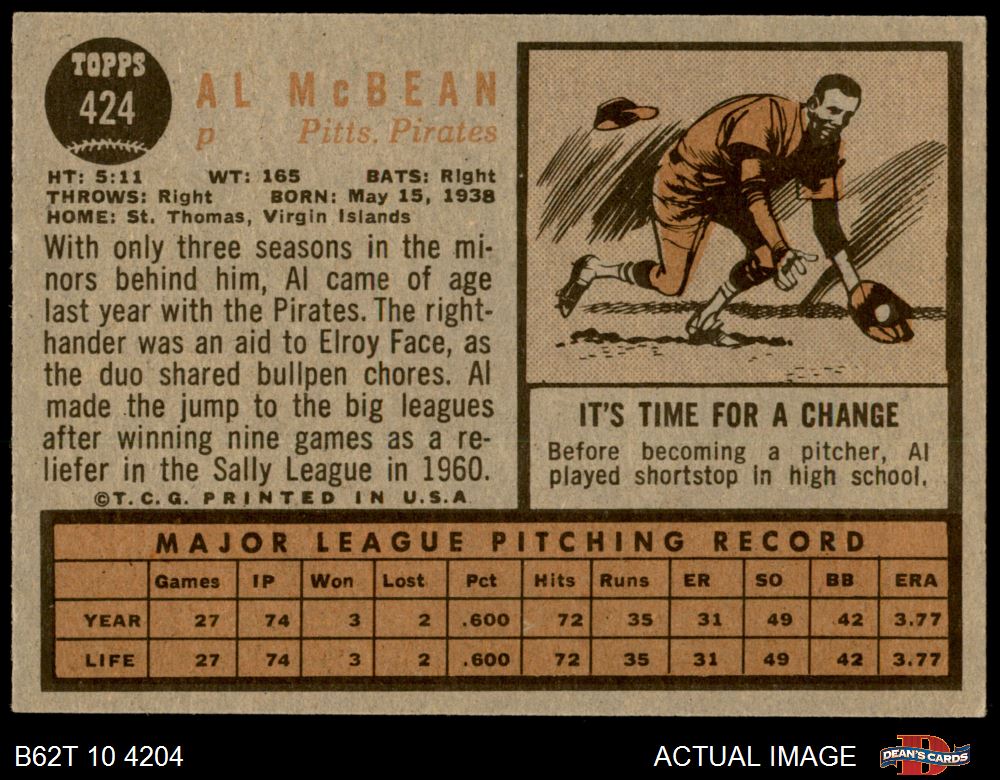 TOPPS
424
AL McBEAN
p Pitts. Pirates
HT: 5:11 WT: 165 BATS: Right
THROWS: Right BORN: May 15, 1938
HOME: St. Thomas, Virgin Islands
With only three seasons in the mi-
nors behind him, Al came of age
last year with the Pirates. The right-
hander was an aid to Elroy Face, as
the duo shared bullpen chores. Al
made the jump to the big leagues
after winning nine games as a re-
liefer in the Sally League in 1960.
©T.C.G. PRINTED IN U.S.A
IT'S TIME FOR A CHANGE
Before becoming a pitcher, Al
played shortstop in high school.
MAJOR LEAGUE PITCHING RECORD
Games IP Won Lost Pct Hits Runs ER SO BB ERA
YEAR 27 74 3 2 .600 72 35 31 49 42 3.77
LIFE 27 74 3 2 .600 72 35 31 49 42 3.77
B62T 10 4204 ACTUAL IMAGE DEAN'S CARDS